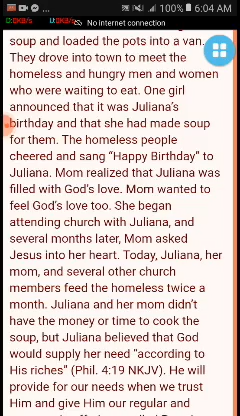 0.00KB/s 0.00KB/s 100% 6:04 AM
No internet connection
soup and loaded the pots into a van.
They drove into town to meet the
homeless and hungry men and women
who were waiting to eat. One girl
announced that it was Juliana's
birthday and that she had made soup
for them. The homeless people
cheered and sang "Happy Birthday" to
Juliana. Mom realized that Juliana was
filled with God's love. Mom wanted to
feel God's love too. She began
attending church with Juliana, and
several months later, Mom asked
Jesus into her heart. Today, Juliana, her
mom, and several other church
members feed the homeless twice a
month. Juliana and her mom didn't
have the money or time to cook the
soup, but Juliana believed that God
would supply her need "according to
His riches" (Phil. 4:19 NKJV). He will
provide for our needs when we trust
Him and give Him our regular and